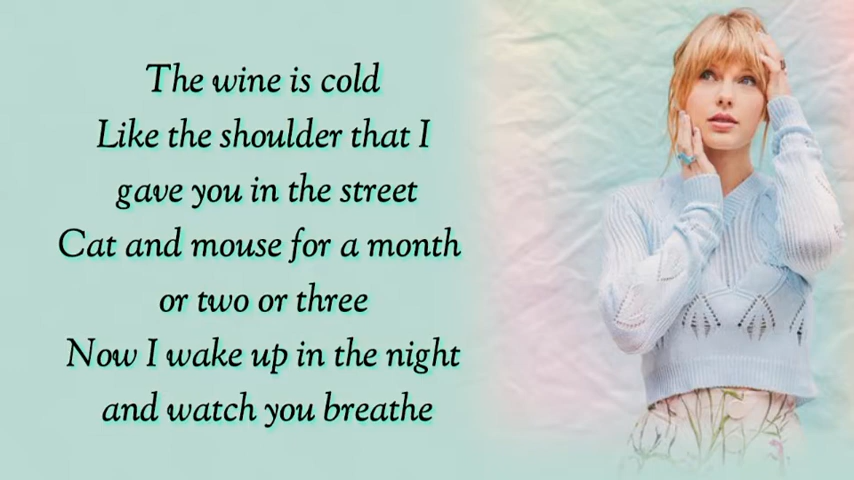 The wine is cold
Like the shoulder that I
gave you in the street
Cat and mouse for a month
or two or three
Now I wake up in the night
and watch you breathe